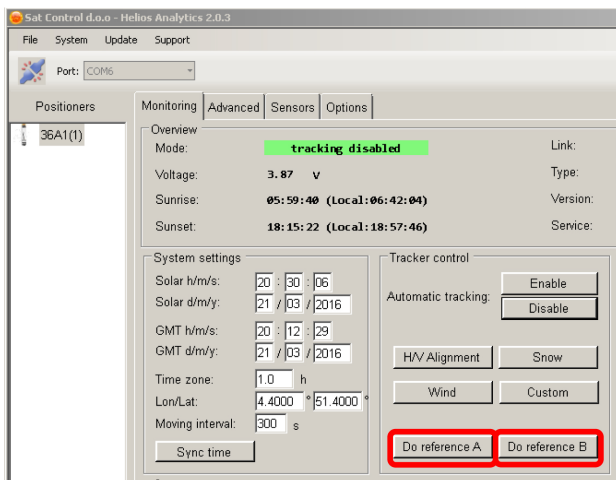 Sat Control d.o.o - Helios Analytics 2.0.3
File System Update Support
Port: COM6
Positioners
Monitoring Advanced Sensors Options
36A1(1)
Overview
Mode: tracking disabled Link:
Voltage: 3.87 V Type:
Sunrise: 05:59:40 (Local:06:42:04) Version:
Sunset: 18:15:22 (Local:18:57:46) Service:
System settings
Solar h/m/s: 20 : 30 : 06
Solar d/m/y: 21 / 03 / 2016
GMT h/m/s: 20 : 12 : 29
GMT d/m/y: 21 / 03 / 2016
Time zone: 1.0 h
Lon/Lat: 4.4000 ° 51.4000 °
Moving interval: 300 s
Sync time
Tracker control
Automatic tracking: Enable
Disable
H/V Alignment Snow
Wind Custom
Do reference A Do reference B